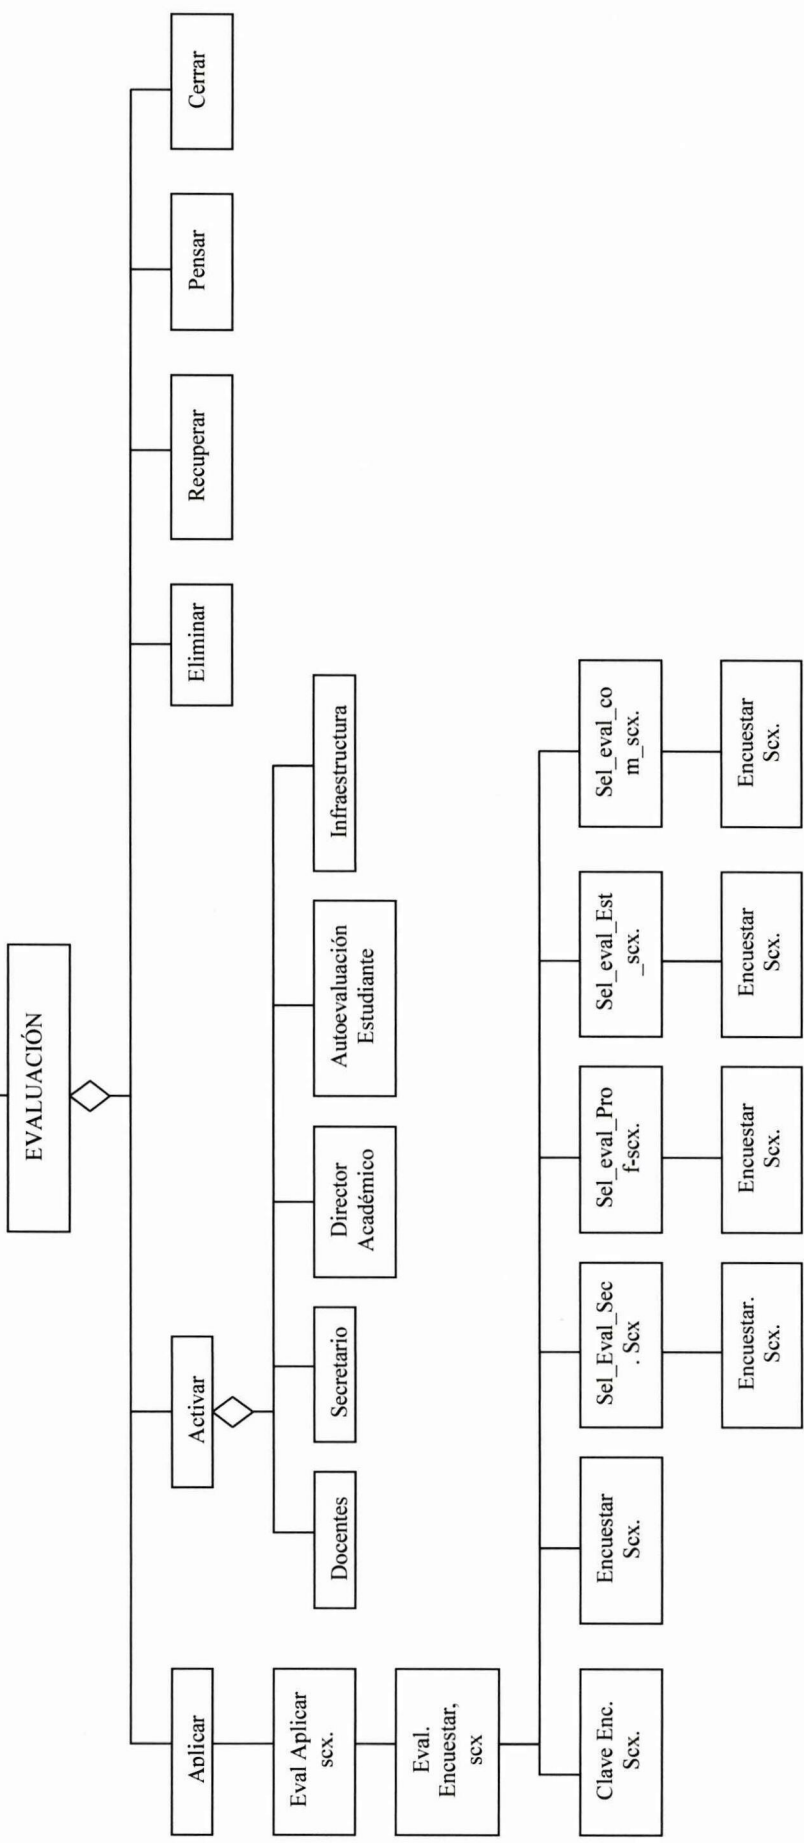 EVALUACIÓN
Aplicar
Activar
Eliminar
Recuperar
Pensar
Cerrar
Eval Aplicar
scx.
Docentes
Secretario
Director
Académico
Autoevaluación
Estudiante
Infraestructura
Eval.
Encuestar,
scx
Clave Enc.
Scx.
Encuestar
Scx.
Sel_Eval_Sec
. Scx
Sel_eval_Pro
f-scx.
Sel_eval_Est
_scx.
Sel_eval_co
m_scx.
Encuestar.
Scx.
Encuestar
Scx.
Encuestar
Scx.
Encuestar
Scx.